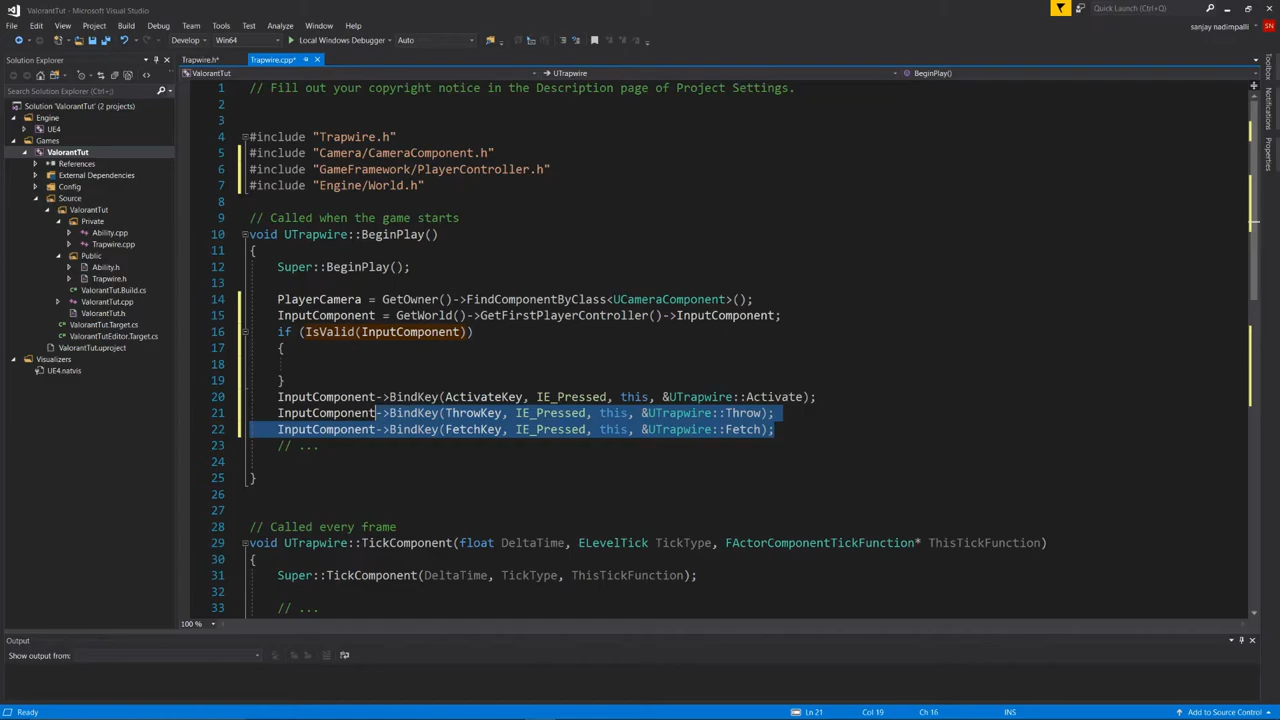 ValorantTut - Microsoft Visual Studio
Quick Launch (Ctrl+Q)
File Edit View Project Build Debug Team Tools Test Analyze Window Help
sanjay nadimpalli SN
Develop Win64 Local Windows Debugger Auto
Solution Explorer
Trapwire.h* Trapwire.cpp*
ValorantTut UTrapwire BeginPlay()
Search Solution Explorer (Ctrl+;)
Solution 'ValorantTut' (2 projects)
Engine
UE4
Games
ValorantTut
References
External Dependencies
Config
Source
ValorantTut
Private
Ability.cpp
Trapwire.cpp
Public
Ability.h
Trapwire.h
ValorantTut.Build.cs
ValorantTut.cpp
ValorantTut.h
ValorantTut.Target.cs
ValorantTutEditor.Target.cs
ValorantTut.uproject
Visualizers
UE4.natvis
1 // Fill out your copyright notice in the Description page of Project Settings.
2
3
4 #include "Trapwire.h"
5 #include "Camera/CameraComponent.h"
6 #include "GameFramework/PlayerController.h"
7 #include "Engine/World.h"
8
9 // Called when the game starts
10 void UTrapwire::BeginPlay()
11 {
12 Super::BeginPlay();
13
14 PlayerCamera = GetOwner()->FindComponentByClass<UCameraComponent>();
15 InputComponent = GetWorld()->GetFirstPlayerController()->InputComponent;
16 if (IsValid(InputComponent))
17 {
18
19 }
20 InputComponent->BindKey(ActivateKey, IE_Pressed, this, &UTrapwire::Activate);
21 InputComponent->BindKey(ThrowKey, IE_Pressed, this, &UTrapwire::Throw);
22 InputComponent->BindKey(FetchKey, IE_Pressed, this, &UTrapwire::Fetch);
23 // ...
24
25 }
26
27
28 // Called every frame
29 void UTrapwire::TickComponent(float DeltaTime, ELevelTick TickType, FActorComponentTickFunction* ThisTickFunction)
30 {
31 Super::TickComponent(DeltaTime, TickType, ThisTickFunction);
32
33 // ...
100 %
Toolbox
Notifications
Properties
Output
Show output from:
Ready Ln 21 Col 19 Ch 16 INS Add to Source Control